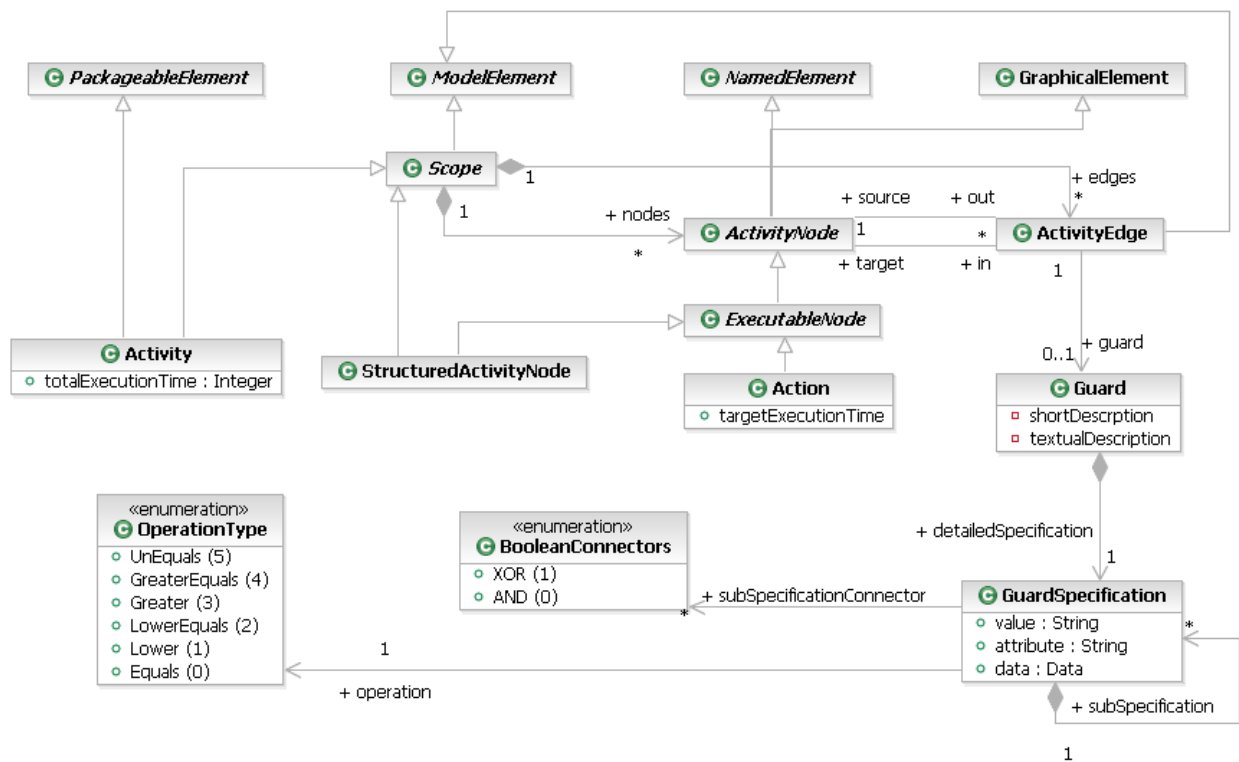 PackageableElement
ModelElement
NamedElement
GraphicalElement
Scope
1
+ edges
*
1
+ nodes
*
+ source
+ out
ActivityNode
1
*
ActivityEdge
+ target
+ in
1
ExecutableNode
+ guard
0..1
Activity
totalExecutionTime : Integer
StructuredActivityNode
Action
targetExecutionTime
Guard
shortDescrption
textualDescription
«enumeration»
OperationType
UnEquals (5)
GreaterEquals (4)
Greater (3)
LowerEquals (2)
Lower (1)
Equals (0)
«enumeration»
BooleanConnectors
XOR (1)
AND (0)
+ detailedSpecification
1
GuardSpecification
value : String
attribute : String
data : Data
+ subSpecificationConnector
*
*
1
+ operation
+ subSpecification
1